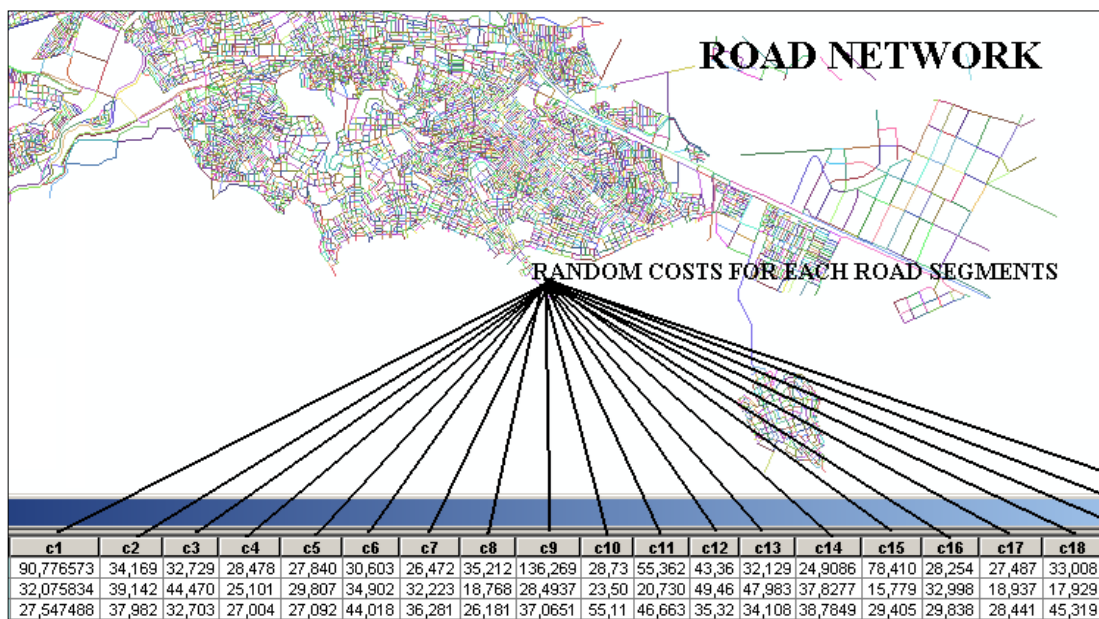 ROAD NETWORK
RANDOM COSTS FOR EACH ROAD SEGMENTS
c1 c2 c3 c4 c5 c6 c7 c8 c9 c10 c11 c12 c13 c14 c15 c16 c17 c18
90,776573 34,169 32,729 28,478 27,840 30,603 26,472 35,212 136,269 28,73 55,362 43,36 32,129 24,9086 78,410 28,254 27,487 33,008
32,075834 39,142 44,470 25,101 29,807 34,902 32,223 18,768 28,4937 23,50 20,730 49,46 47,983 37,8277 15,779 32,998 18,937 17,929
27,547488 37,982 32,703 27,004 27,092 44,018 36,281 26,181 37,0651 55,11 46,663 35,32 34,108 38,7849 29,405 29,838 28,441 45,319